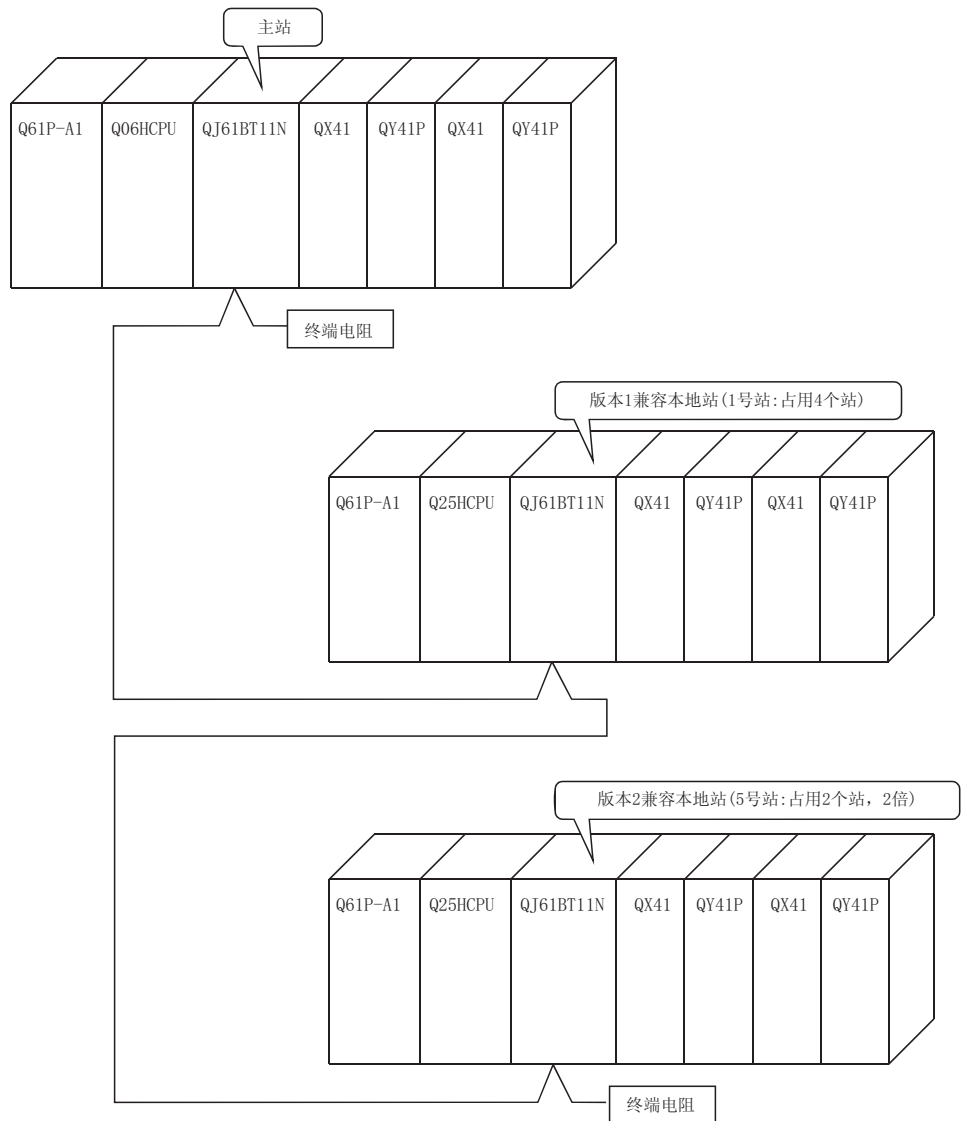 主站
Q61P-A1 Q06HCPU QJ61BT11N QX41 QY41P QX41 QY41P
终端电阻
版本1兼容本地站(1号站:占用4个站)
Q61P-A1 Q25HCPU QJ61BT11N QX41 QY41P QX41 QY41P
版本2兼容本地站(5号站:占用2个站，2倍)
Q61P-A1 Q25HCPU QJ61BT11N QX41 QY41P QX41 QY41P
终端电阻